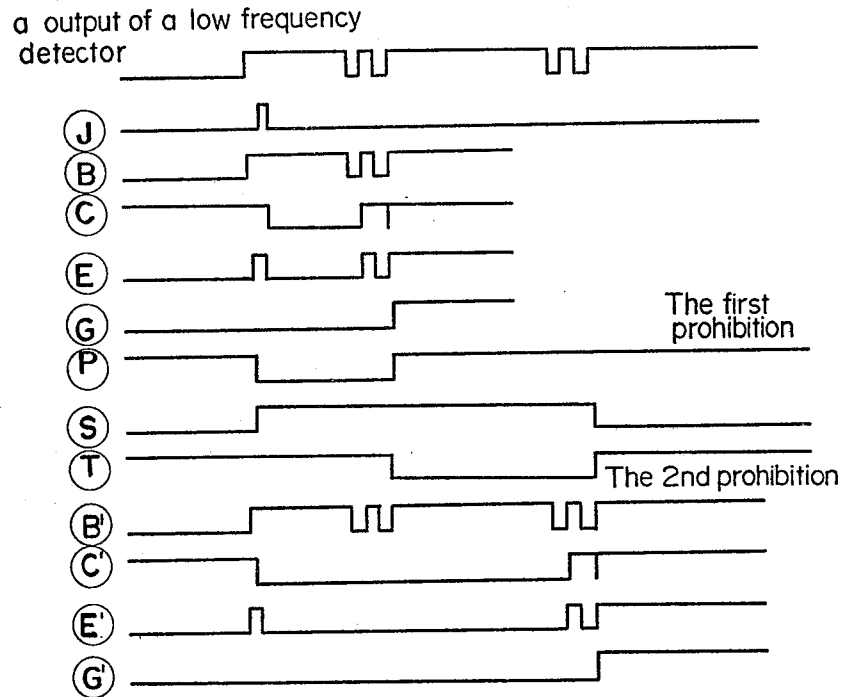 a output of a low frequency
detector
J
B
C
E
G
The first
prohibition
P
S
T
The 2nd prohibition
B'
C'
E'
G'